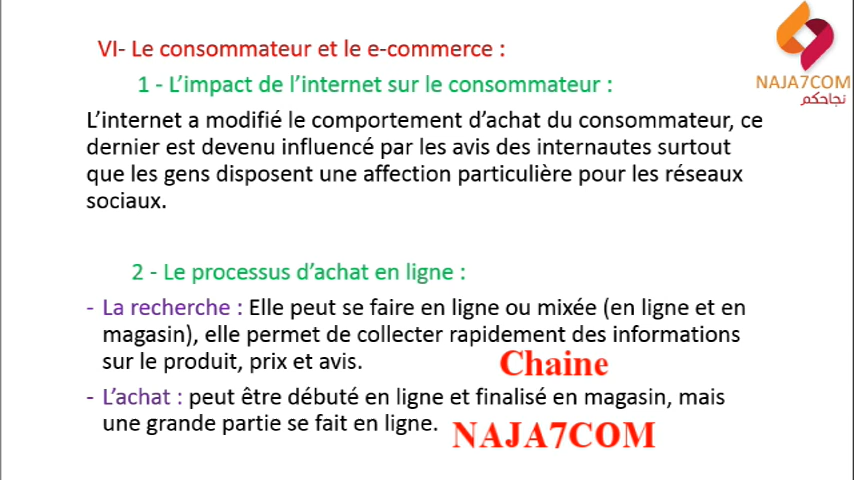 VI- Le consommateur et le e-commerce :
1 - L'impact de l'internet sur le consommateur :
L'internet a modifié le comportement d'achat du consommateur, ce
dernier est devenu influencé par les avis des internautes surtout
que les gens disposent une affection particulière pour les réseaux
sociaux.
2 - Le processus d'achat en ligne :
- La recherche : Elle peut se faire en ligne ou mixée (en ligne et en
magasin), elle permet de collecter rapidement des informations
sur le produit, prix et avis.
- L'achat : peut être débuté en ligne et finalisé en magasin, mais
une grande partie se fait en ligne.
Chaine
NAJA7COM
NAJA7COM
نجاحكم